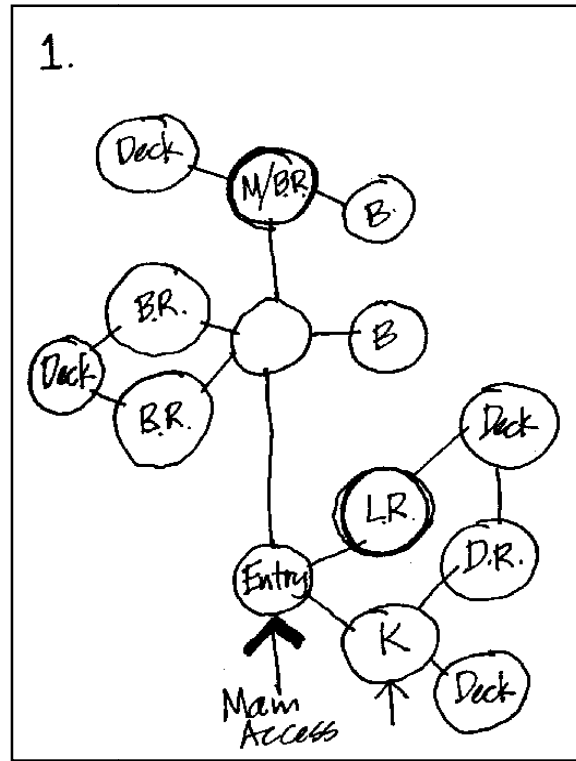 1.
Deck
M/B.R.
B.
B.R.
B
Deck
B.R.
Deck
L.R.
D.R.
Entry
K
Deck
Main
Access